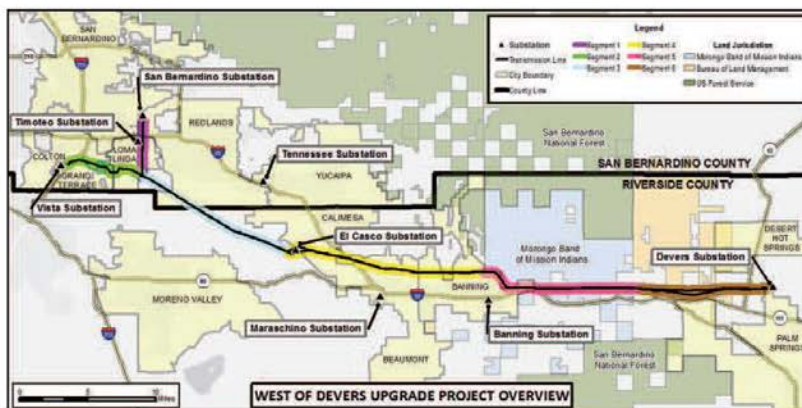 SAN
BERNARDINO
San Bernardino Substation
Timoteo Substation
REDLANDS
LOMA
LINDA
COLTON
GRAND
TERRACE
Tennessee Substation
YUCAIPA
Vista Substation
CALIMESA
El Casco Substation
MORENO VALLEY
Maraschino Substation
BEAUMONT
BANNING
Banning Substation
San Bernardino
National Forest
SAN BERNARDINO COUNTY
RIVERSIDE COUNTY
Morongo Band
of Mission Indians
DESERT
HOT
SPRINGS
Devers Substation
PALM
SPRINGS
San Bernardino
National Forest
Legend
Substation
Transmission Line
City Boundary
County Line
Segment 1
Segment 2
Segment 3
Segment 4
Segment 5
Segment 6
Land Jurisdiction
Morongo Band of Mission Indians
Bureau of Land Management
US Forest Service
0 5 10
Miles
WEST OF DEVERS UPGRADE PROJECT OVERVIEW